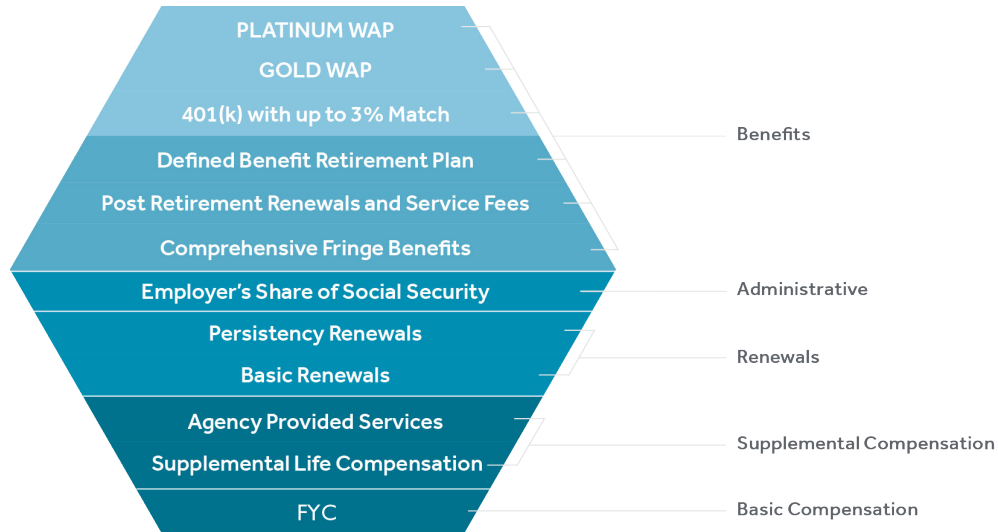 PLATINUM WAP
GOLD WAP
401(k) with up to 3% Match
Defined Benefit Retirement Plan
Post Retirement Renewals and Service Fees
Comprehensive Fringe Benefits
Benefits
Employer’s Share of Social Security
Administrative
Persistency Renewals
Basic Renewals
Renewals
Agency Provided Services
Supplemental Life Compensation
Supplemental Compensation
FYC
Basic Compensation